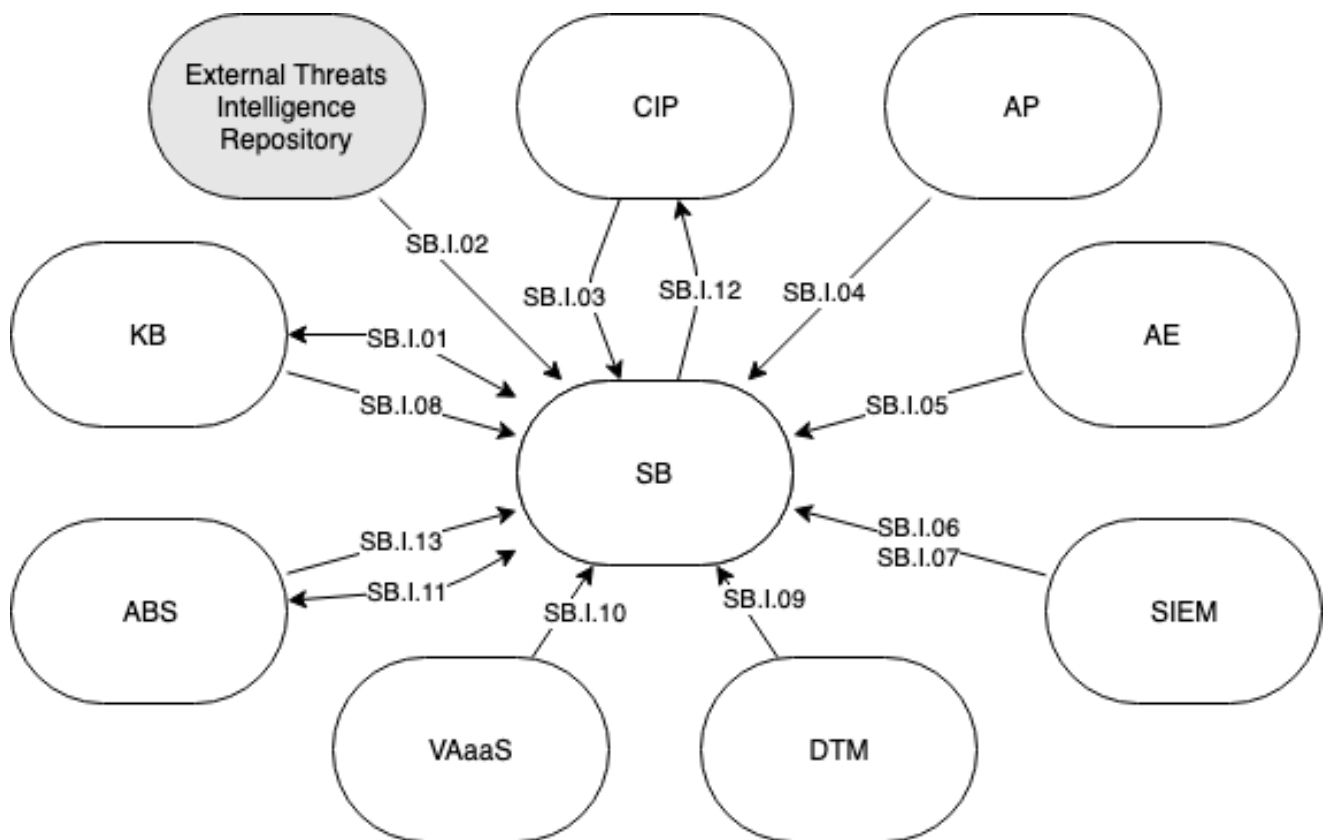 External Threats
Intelligence
Repository
CIP
AP
SB.I.02
SB.I.03
SB.I.12
SB.I.04
KB
SB.I.01
AE
SB.I.08
SB.I.05
SB
SB.I.13
SB.I.06
SB.I.07
ABS
SB.I.11
SB.I.10
SB.I.09
SIEM
VAaaS
DTM